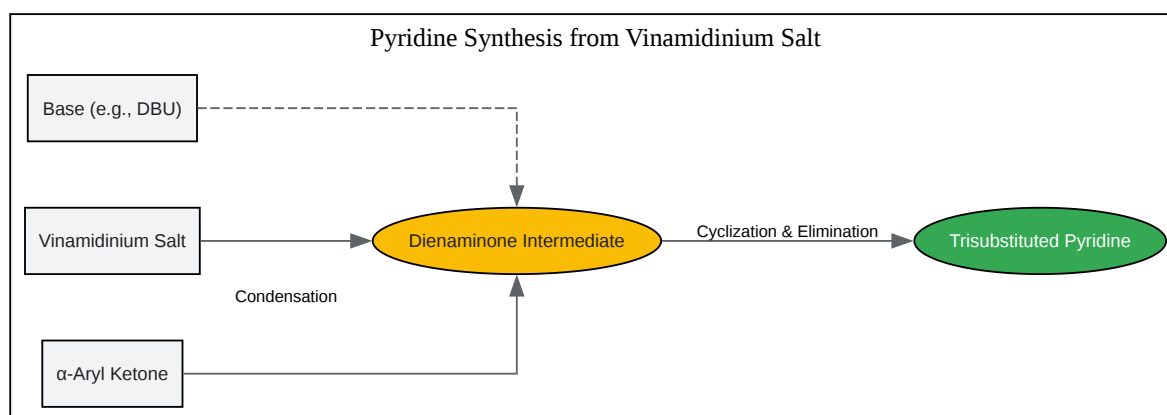 Pyridine Synthesis from Vinamidinium Salt
Base (e.g., DBU)
Vinamidinium Salt
Dienaminone Intermediate
Cyclization & Elimination
Trisubstituted Pyridine
Condensation
α-Aryl Ketone